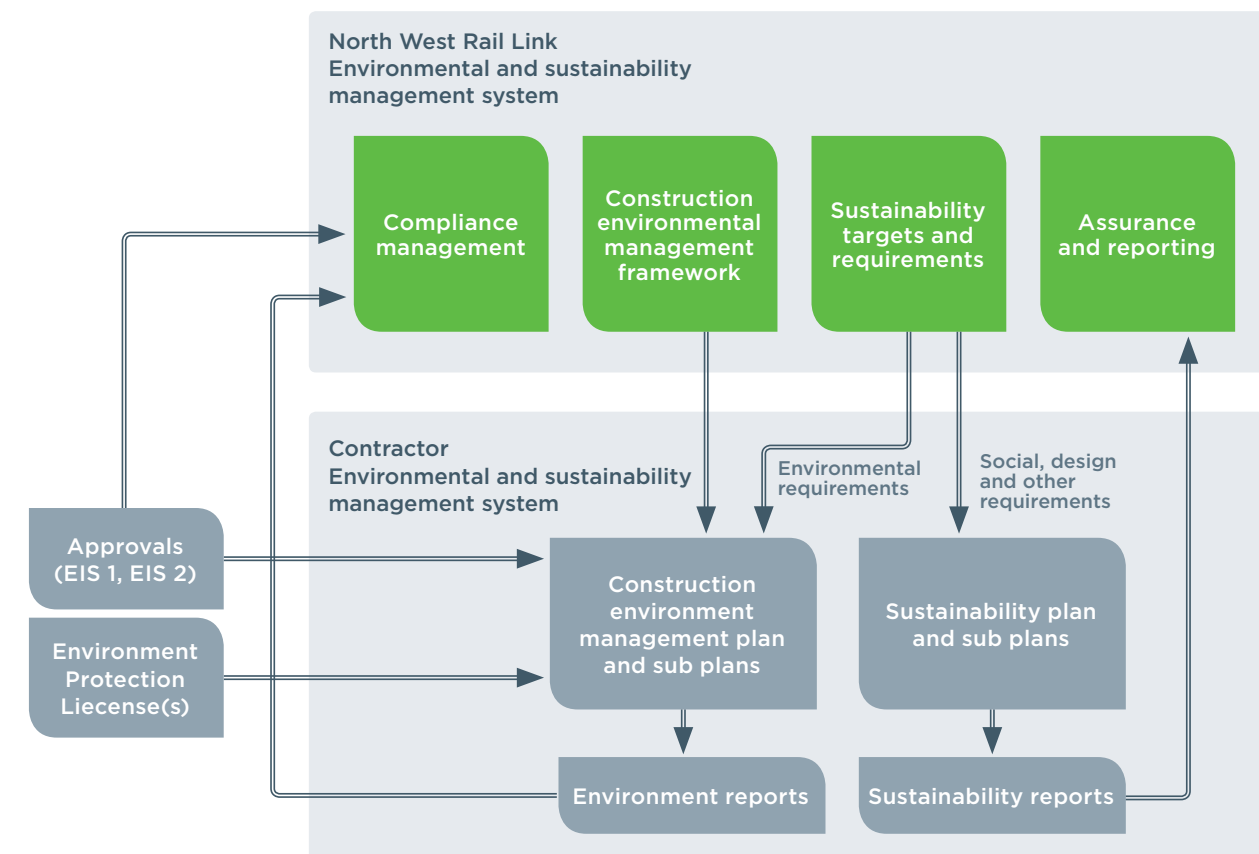 North West Rail Link
Environmental and sustainability
management system
Compliance
management
Construction
environmental
management
framework
Sustainability
targets and
requirements
Assurance
and reporting
Contractor
Environmental and sustainability
management system
Environmental
requirements
Social, design
and other
requirements
Approvals
(EIS 1, EIS 2)
Environment
Protection
Liecense(s)
Construction
environment
management plan
and sub plans
Sustainability plan
and sub plans
Environment reports
Sustainability reports